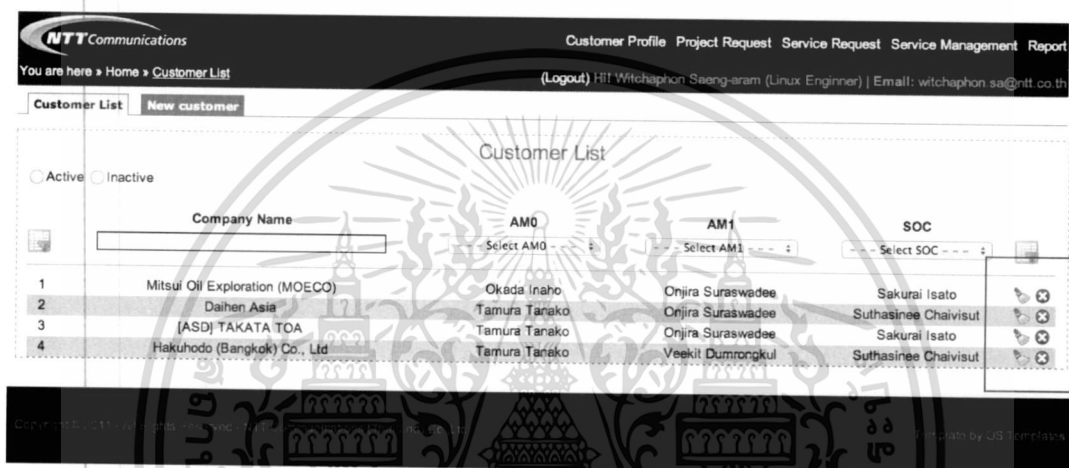 NTT Communications
Customer Profile Project Request Service Request Service Management Report
You are here » Home » Customer List
(Logout) Hi! Witchaphon Saeng-aram (Linux Enginner) | Email: witchaphon.sa@ntt.co.th
Customer List New customer
Customer List
Active Inactive
Company Name AM0 AM1 SOC
- - - Select AM0 - - - - - - Select AM1 - - - - - - Select SOC - - -
1 Mitsui Oil Exploration (MOECO) Okada Inaho Onjira Suraswadee Sakurai Isato
2 Daihen Asia Tamura Tanako Onjira Suraswadee Suthasinee Chaivisut
3 [ASD] TAKATA TOA Tamura Tanako Onjira Suraswadee Sakurai Isato
4 Hakuhodo (Bangkok) Co., Ltd Tamura Tanako Veekit Dumrongkul Suthasinee Chaivisut
Template by OS Templates